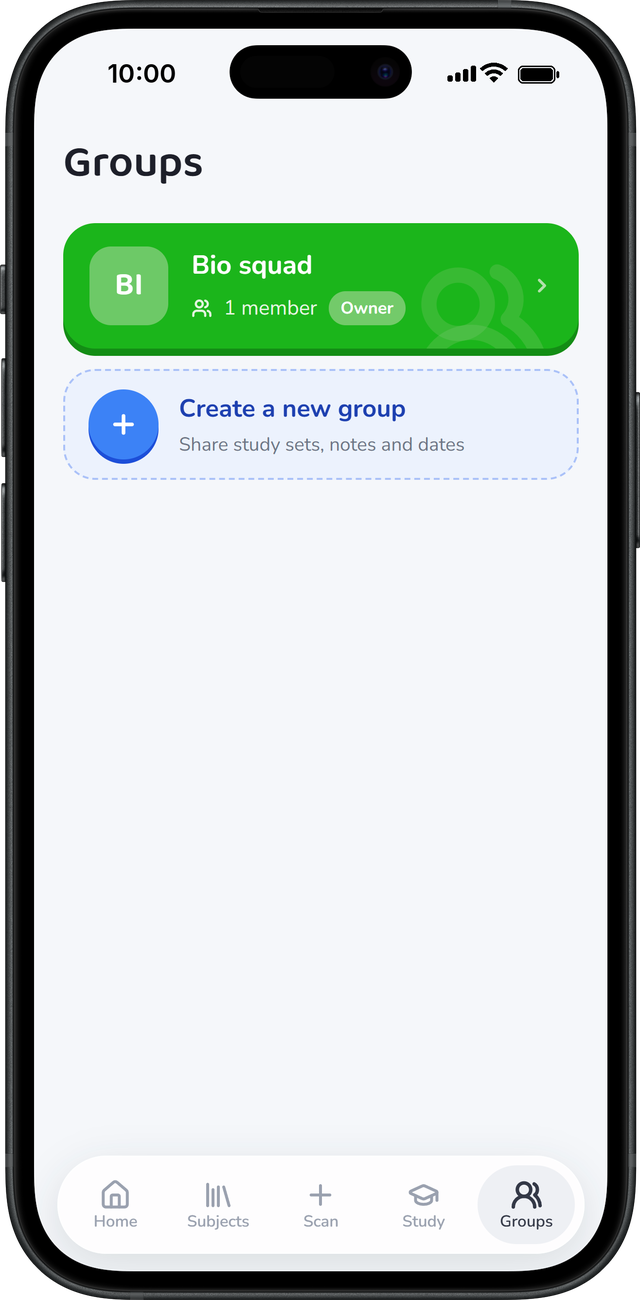 10:00
Groups
BI
Bio squad
1 member Owner
Create a new group
Share study sets, notes and dates
Home Subjects Scan Study Groups